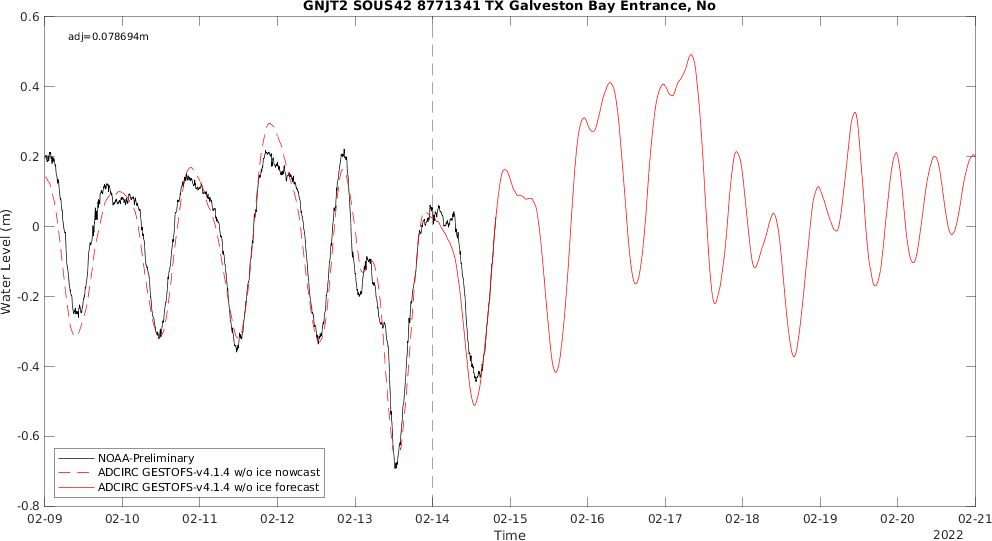 GNJT2 SOUS42 8771341 TX Galveston Bay Entrance, No
adj=0.078694m
0.6
0.4
0.2
0
-0.2
-0.4
-0.6
-0.8
Water Level (m)
NOAA-Preliminary
ADCIRC GESTOFS-v4.1.4 w/o ice nowcast
ADCIRC GESTOFS-v4.1.4 w/o ice forecast
02-09 02-10 02-11 02-12 02-13 02-14 02-15 02-16 02-17 02-18 02-19 02-20 02-21
Time
2022